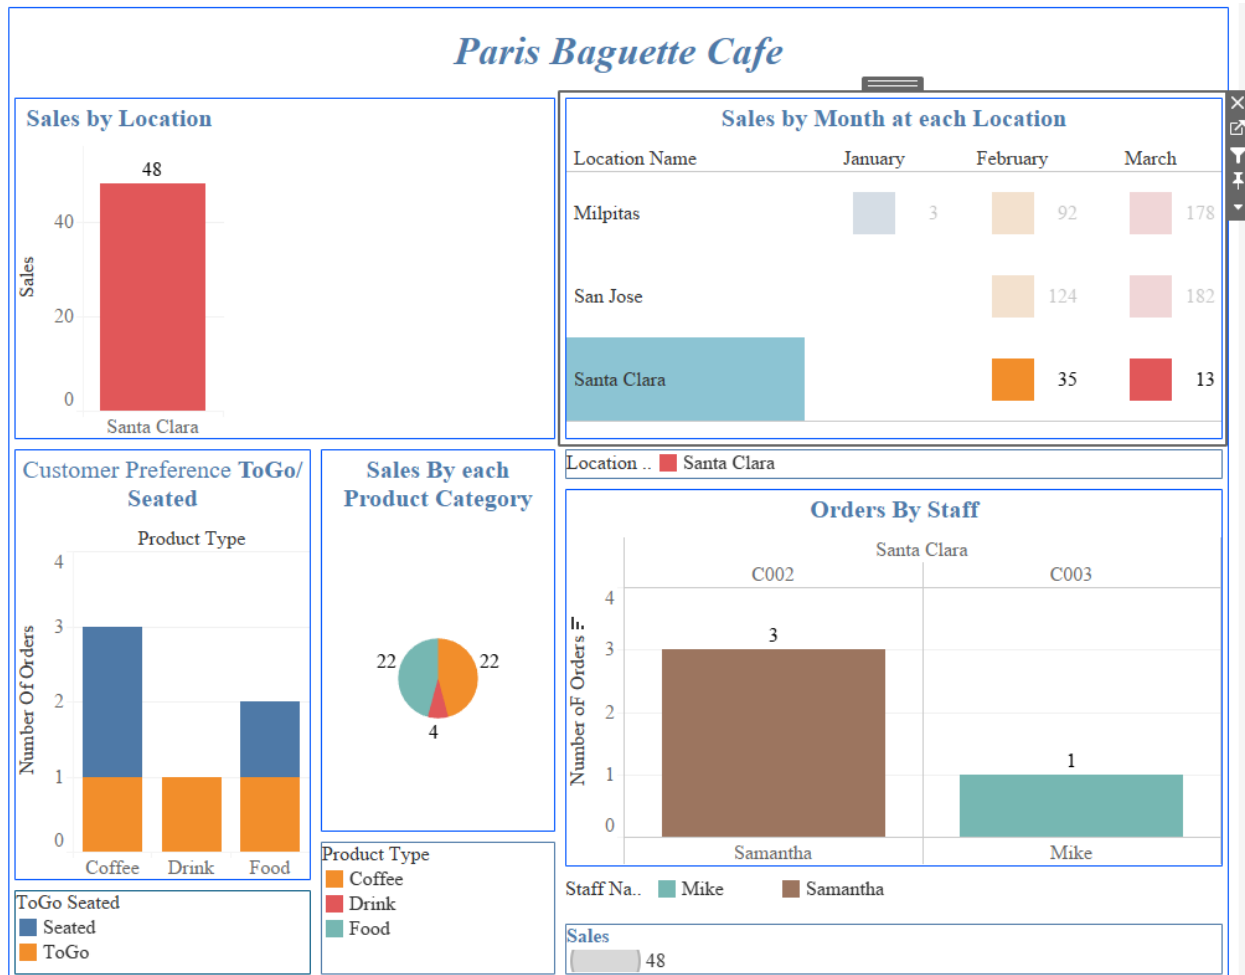 Paris Baguette Cafe
Sales by Location
48
40
20
0
Sales
Santa Clara
Sales by Month at each Location
Location Name January February March
Milpitas 3 92 178
San Jose 124 182
Santa Clara 35 13
Location .. Santa Clara
Customer Preference ToGo/
Seated
Product Type
4
3
2
1
0
Number Of Orders
Coffee Drink Food
ToGo Seated
Seated
ToGo
Sales By each
Product Category
22 22
4
Product Type
Coffee
Drink
Food
Orders By Staff
Santa Clara
C002 C003
4
3
2
1
0
Number oF Orders
3
1
Samantha Mike
Staff Na.. Mike Samantha
Sales
48